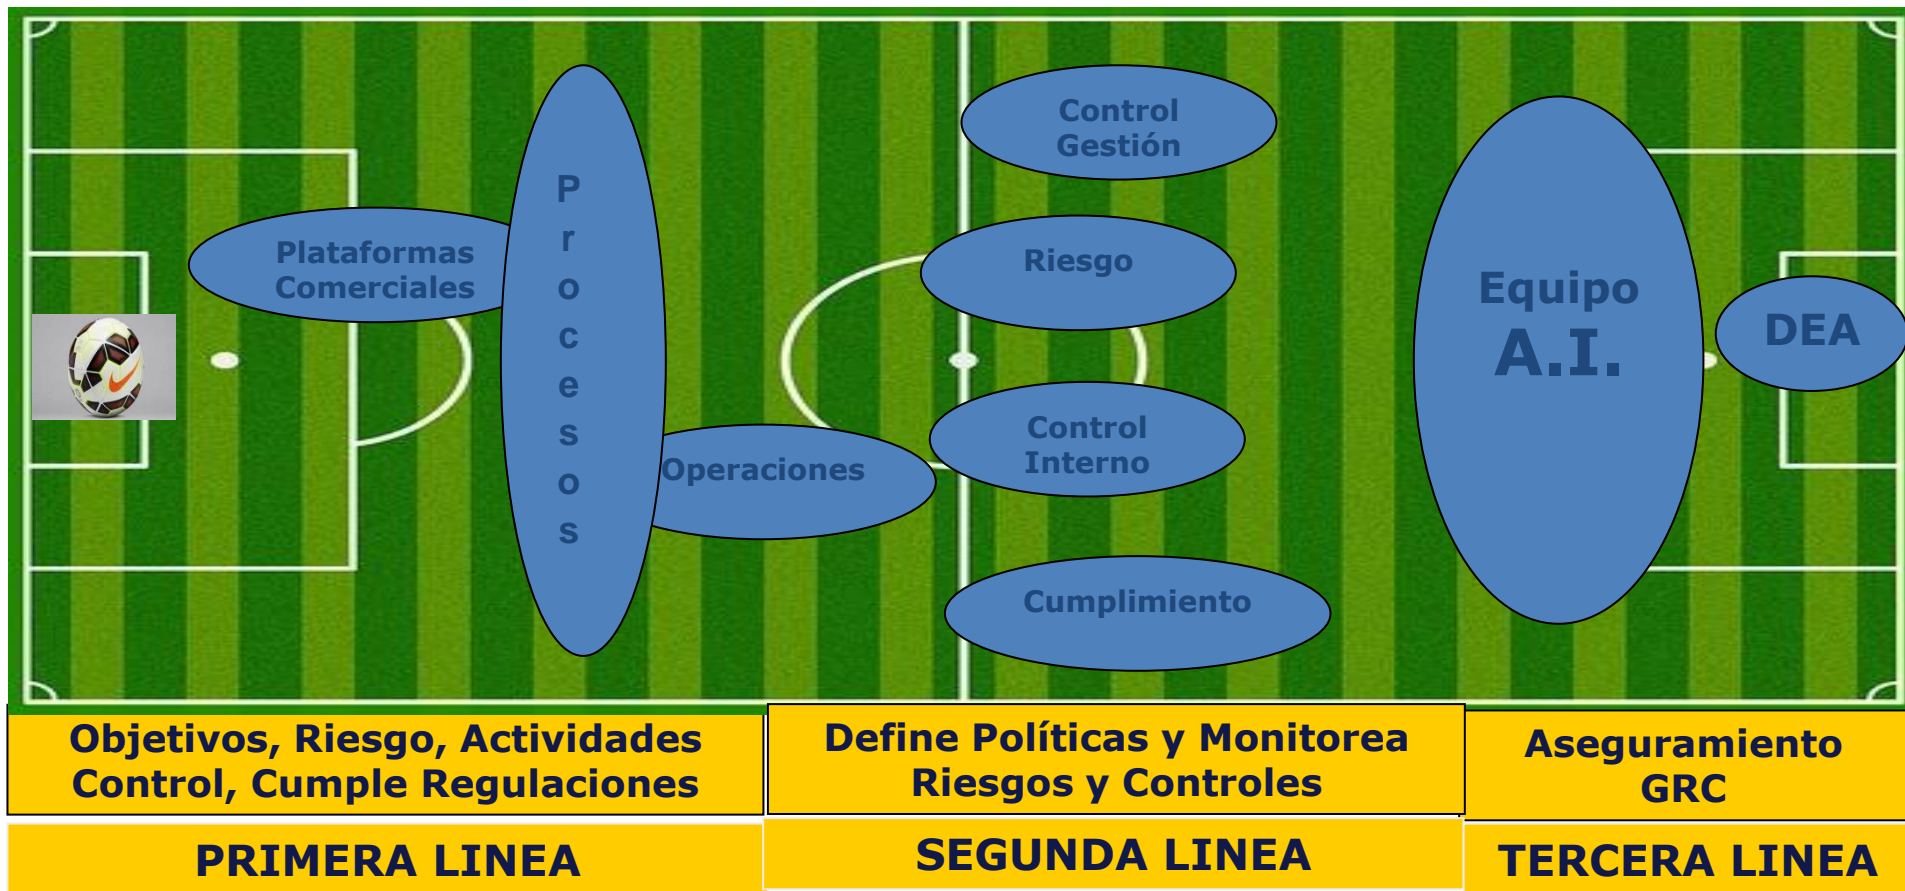 Control
Gestión
P
r
o
c
e
s
o
s
Plataformas
Comerciales
Riesgo
Equipo
A.I.
DEA
Control
Interno
Operaciones
Cumplimiento
Objetivos, Riesgo, Actividades
Control, Cumple Regulaciones
Define Políticas y Monitorea
Riesgos y Controles
Aseguramiento
GRC
PRIMERA LINEA
SEGUNDA LINEA
TERCERA LINEA